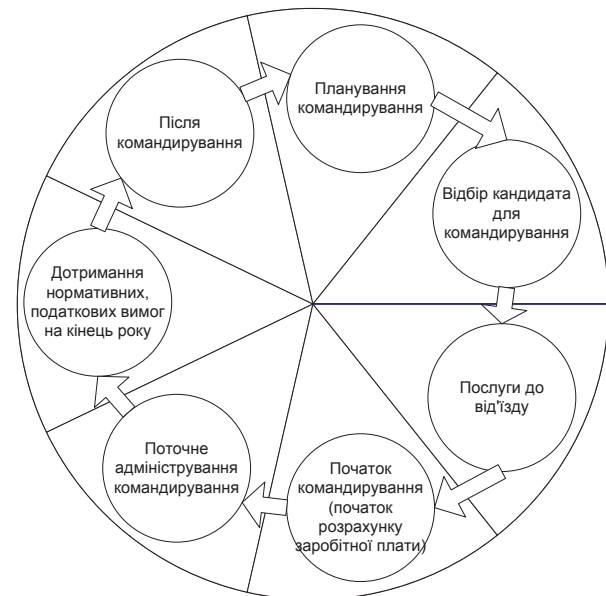 Планування
командирування
Відбір кандидата
для
командирування
Послуги до
від'їзду
Початок
командирування
(початок
розрахунку
заробітної плати)
Поточне
адміністрування
командирування
Дотримання
нормативних,
податкових вимог
на кінець року
Після
командирування